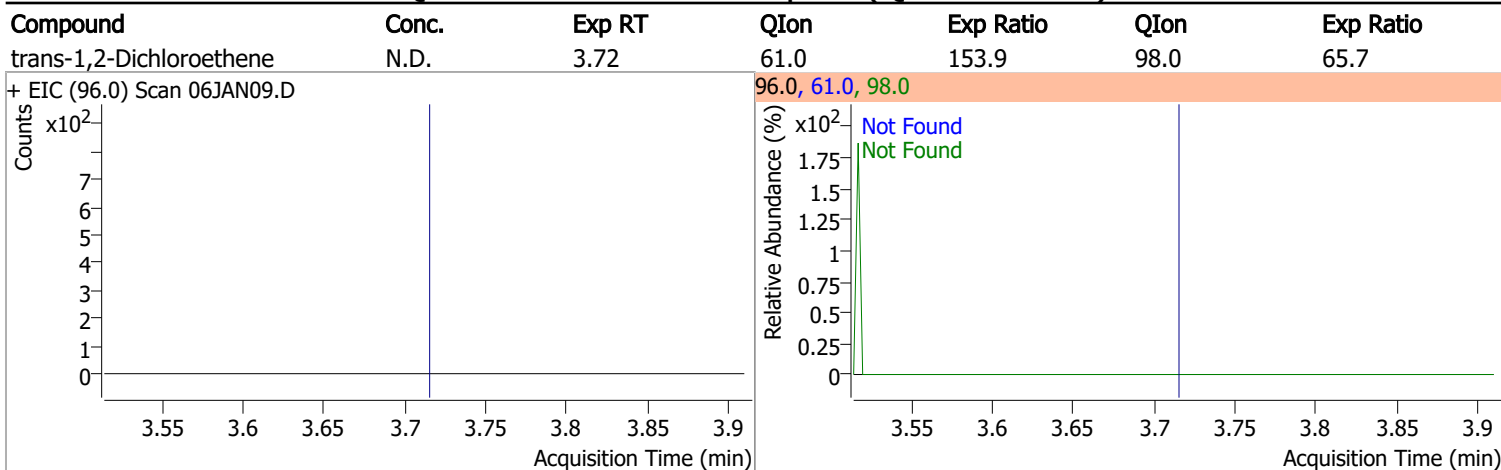 Compound Conc. Exp RT QIon Exp Ratio QIon Exp Ratio
trans-1,2-Dichloroethene N.D. 3.72 61.0 153.9 98.0 65.7
+ EIC (96.0) Scan 06JAN09.D
Counts
x10²
7
6
5
4
3
2
1
0
3.55 3.6 3.65 3.7 3.75 3.8 3.85 3.9
Acquisition Time (min)
96.0, 61.0, 98.0
Relative Abundance (%)
x10²
Not Found
Not Found
1.75
1.5
1.25
1
0.75
0.5
0.25
0
3.55 3.6 3.65 3.7 3.75 3.8 3.85 3.9
Acquisition Time (min)